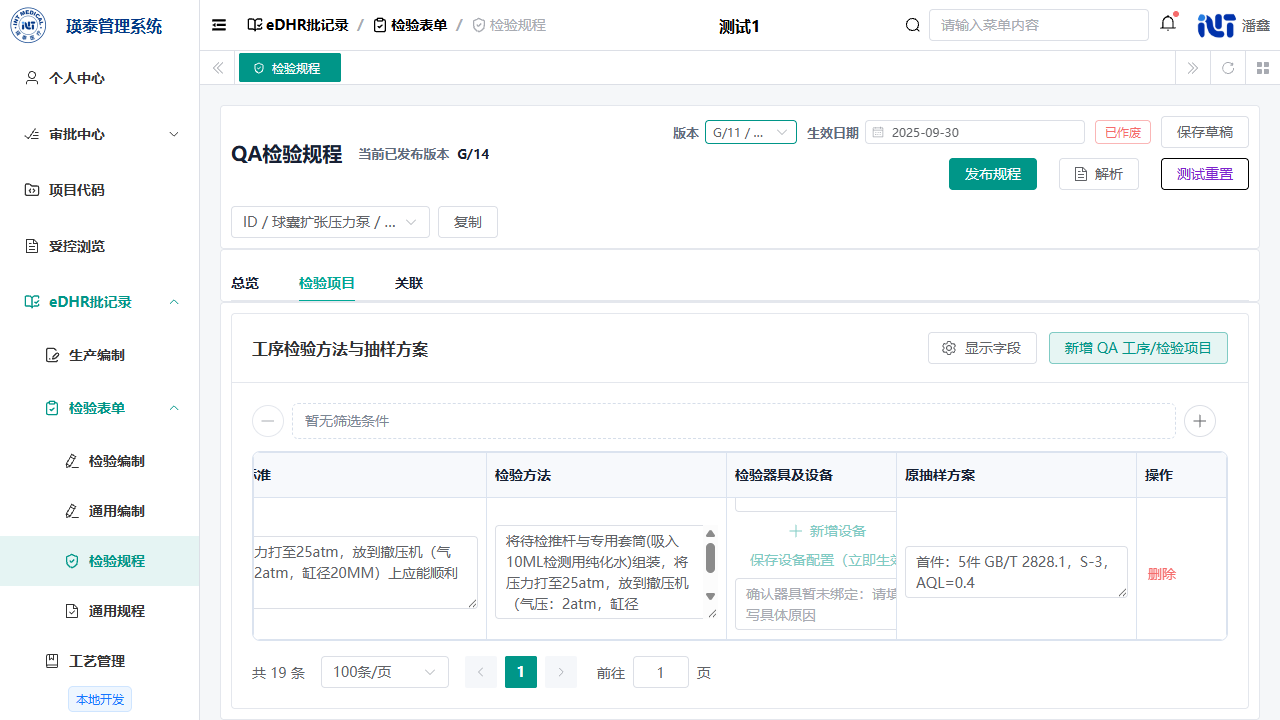 瑛泰管理系统
eDHR批记录 / 检验表单 / 检验规程
测试1
请输入菜单内容
潘鑫
检验规程
个人中心
审批中心
项目代码
受控浏览
eDHR批记录
生产编制
检验表单
检验编制
通用编制
检验规程
通用规程
工艺管理
本地开发
QA检验规程
当前已发布版本 G/14
版本
G/11 / ...
生效日期
2025-09-30
已作废
保存草稿
发布规程
解析
测试重置
ID / 球囊扩张压力泵 / ...
复制
总览
检验项目
关联
工序检验方法与抽样方案
显示字段
新增 QA 工序/检验项目
暂无筛选条件
准
检验方法
检验器具及设备
原抽样方案
操作
力打至25atm，放到撤压机（气
2atm，缸径20MM）上应能顺利
将待检推杆与专用套筒(吸入
10ML检测用纯化水)组装，将
压力打至25atm，放到撤压机
（气压：2atm，缸径
新增设备
保存设备配置（立即生效
确认器具暂未绑定：请填
写具体原因
首件：5件 GB/T 2828.1，S-3，
AQL=0.4
删除
共 19 条
100条/页
1
前往
1
页